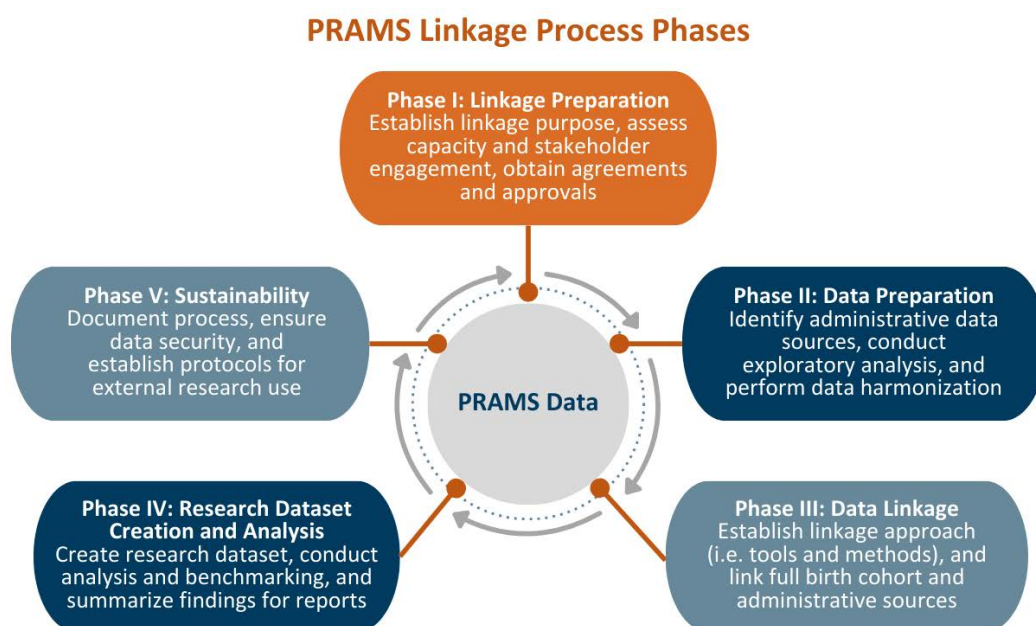 PRAMS Linkage Process Phases
Phase I: Linkage Preparation
Establish linkage purpose, assess
capacity and stakeholder
engagement, obtain agreements
and approvals
Phase II: Data Preparation
Identify administrative data
sources, conduct
exploratory analysis, and
perform data harmonization
Phase III: Data Linkage
Establish linkage approach
(i.e. tools and methods), and
link full birth cohort and
administrative sources
Phase IV: Research Dataset
Creation and Analysis
Create research dataset, conduct
analysis and benchmarking, and
summarize findings for reports
Phase V: Sustainability
Document process, ensure
data security, and
establish protocols for
external research use
PRAMS Data